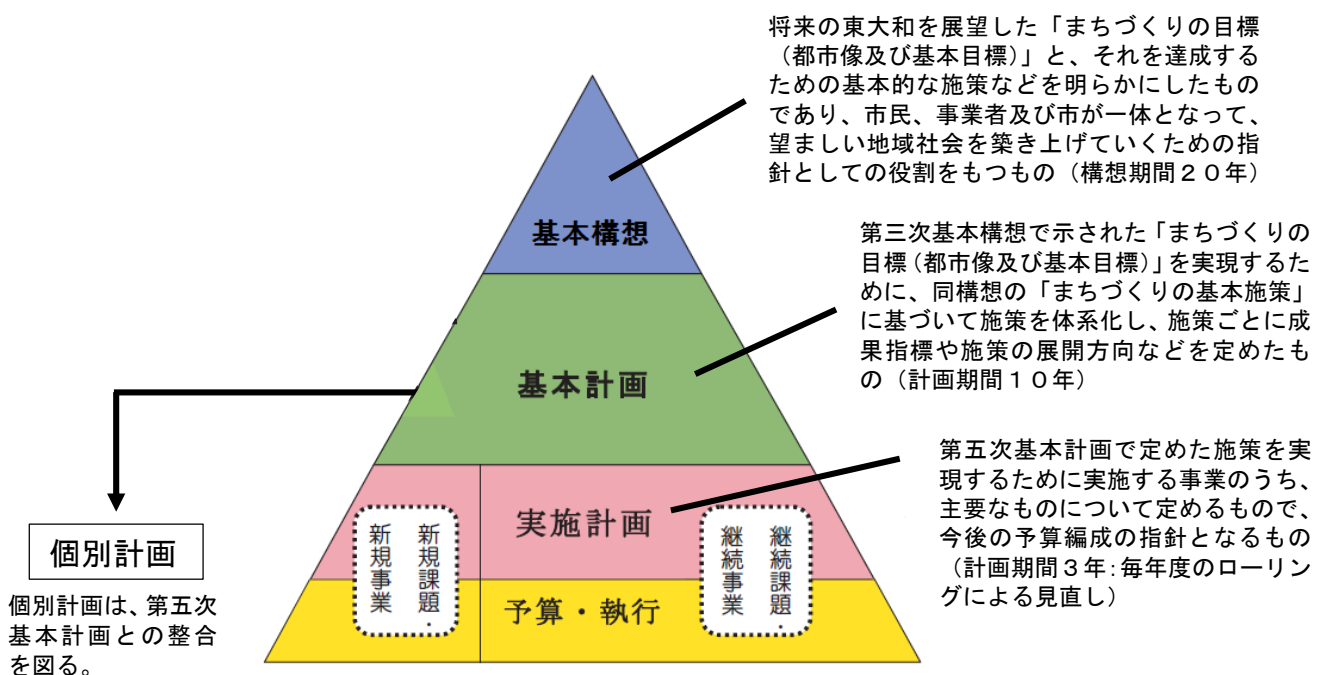 将来の東大和を展望した「まちづくりの目標
（都市像及び基本目標）」と、それを達成する
ための基本的な施策などを明らかにしたもの
であり、市民、事業者及び市が一体となって、
望ましい地域社会を築き上げていくための指
針としての役割をもつもの（構想期間２０年）
基本構想
第三次基本構想で示された「まちづくりの
目標（都市像及び基本目標）」を実現するた
めに、同構想の「まちづくりの基本施策」
に基づいて施策を体系化し、施策ごとに成
果指標や施策の展開方向などを定めたも
の（計画期間１０年）
基本計画
第五次基本計画で定めた施策を実
現するために実施する事業のうち、
主要なものについて定めるもので、
今後の予算編成の指針となるもの
（計画期間３年：毎年度のローリン
グによる見直し）
実施計画
新規課題・
新規事業
継続課題・
継続事業
予算・執行
個別計画
個別計画は、第五次
基本計画との整合
を図る。